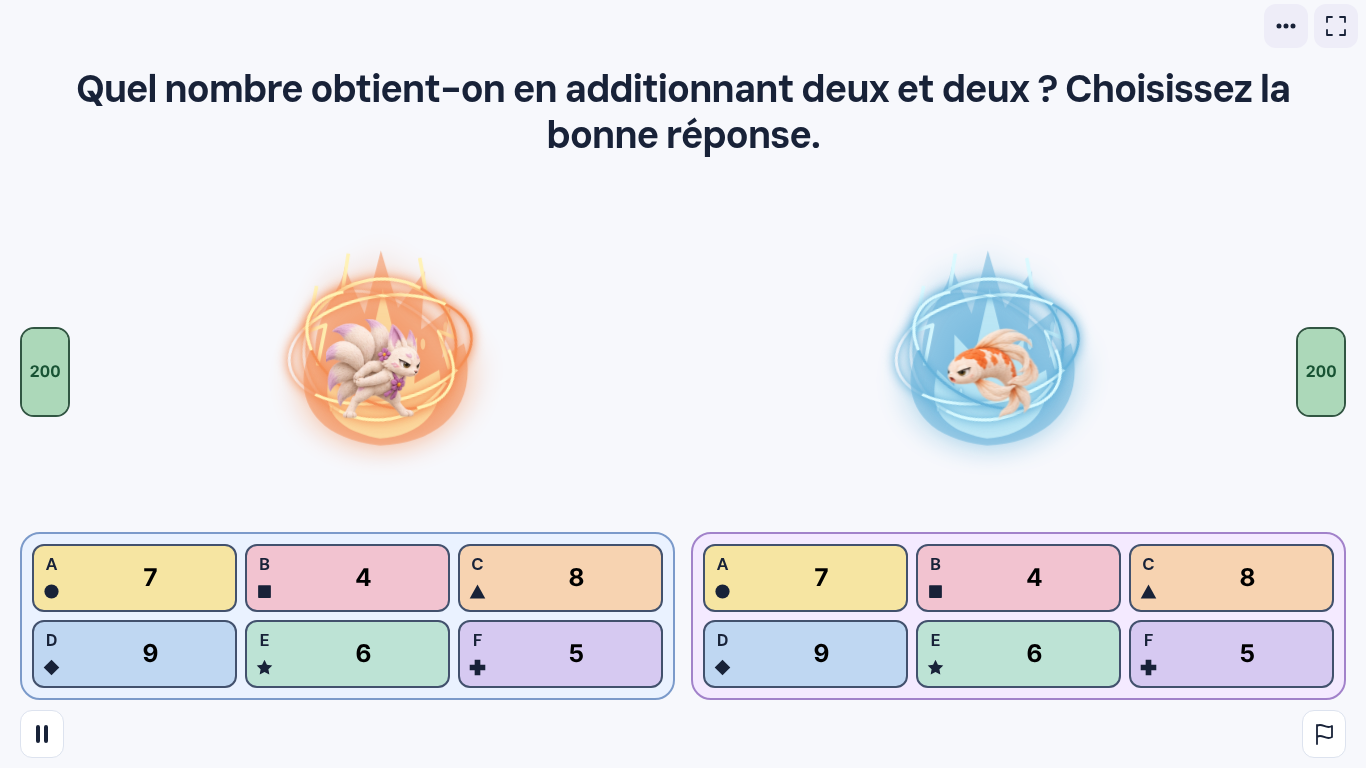 Quel nombre obtient-on en additionnant deux et deux ? Choisissez la
bonne réponse.
200
200
A
7
B
4
C
8
D
9
E
6
F
5
A
7
B
4
C
8
D
9
E
6
F
5